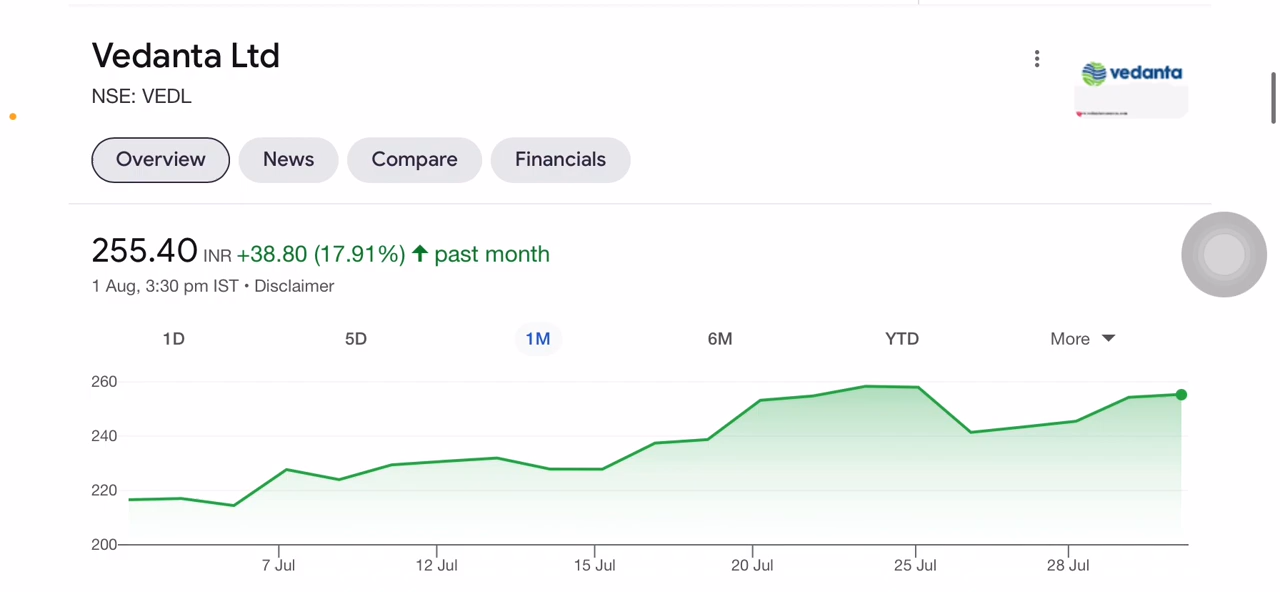 Vedanta Ltd
vedanta
NSE: VEDL
Overview News Compare Financials
255.40 INR +38.80 (17.91%) ↑ past month
1 Aug, 3:30 pm IST • Disclaimer
1D 5D 1M 6M YTD More
260
240
220
200
7 Jul 12 Jul 15 Jul 20 Jul 25 Jul 28 Jul